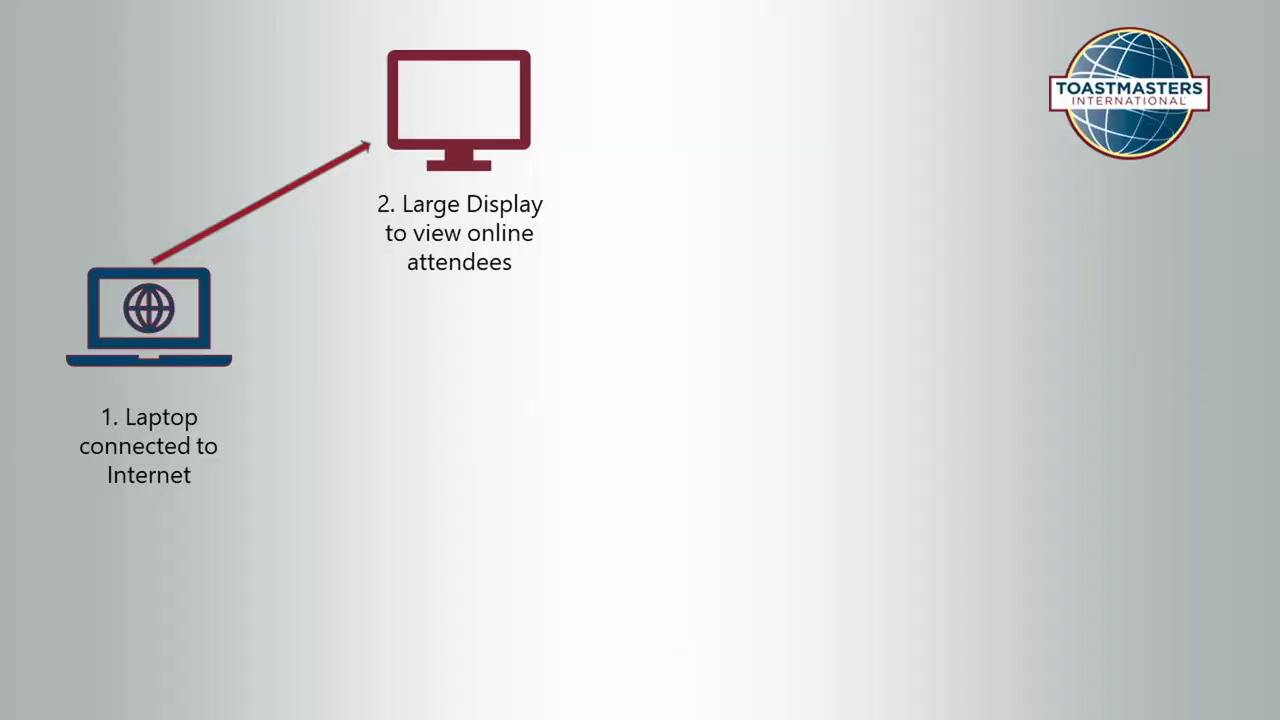 TOASTMASTERS
INTERNATIONAL
2. Large Display
to view online
attendees
1. Laptop
connected to
Internet